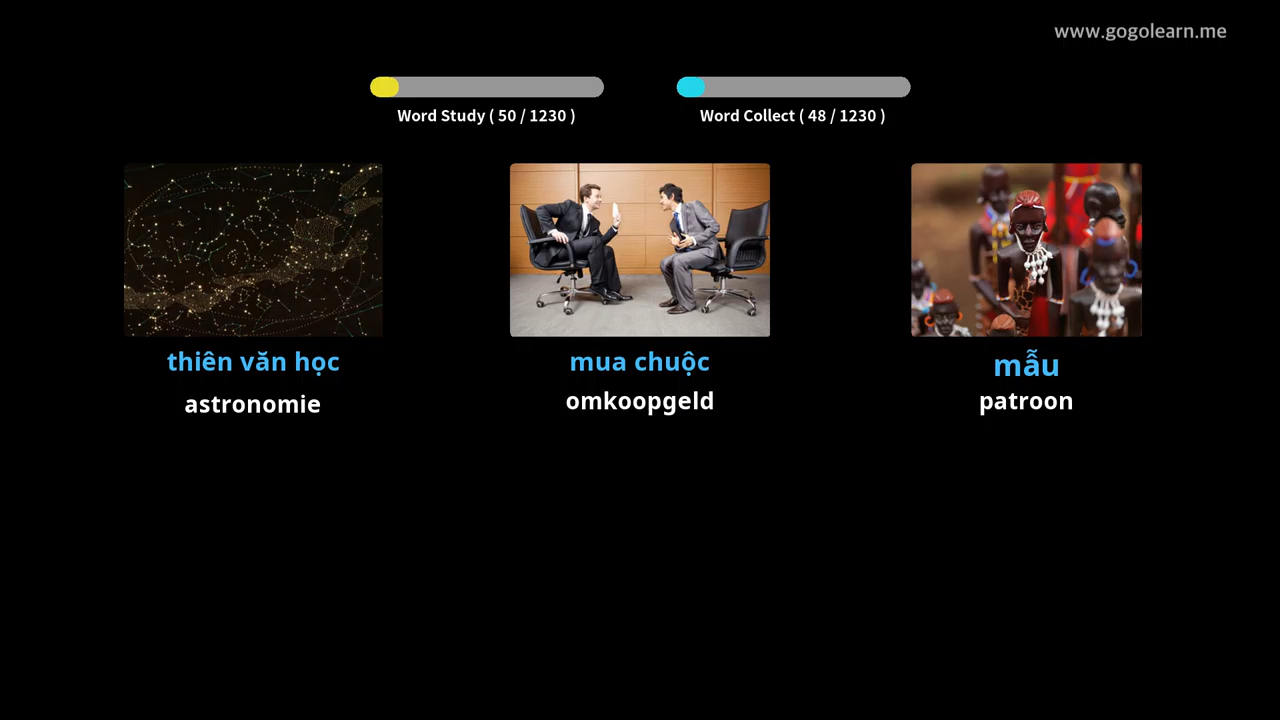 www.gogolearn.me
Word Study ( 50 / 1230 )
Word Collect ( 48 / 1230 )
thiên văn học
mua chuộc
mẫu
astronomie
omkoopgeld
patroon